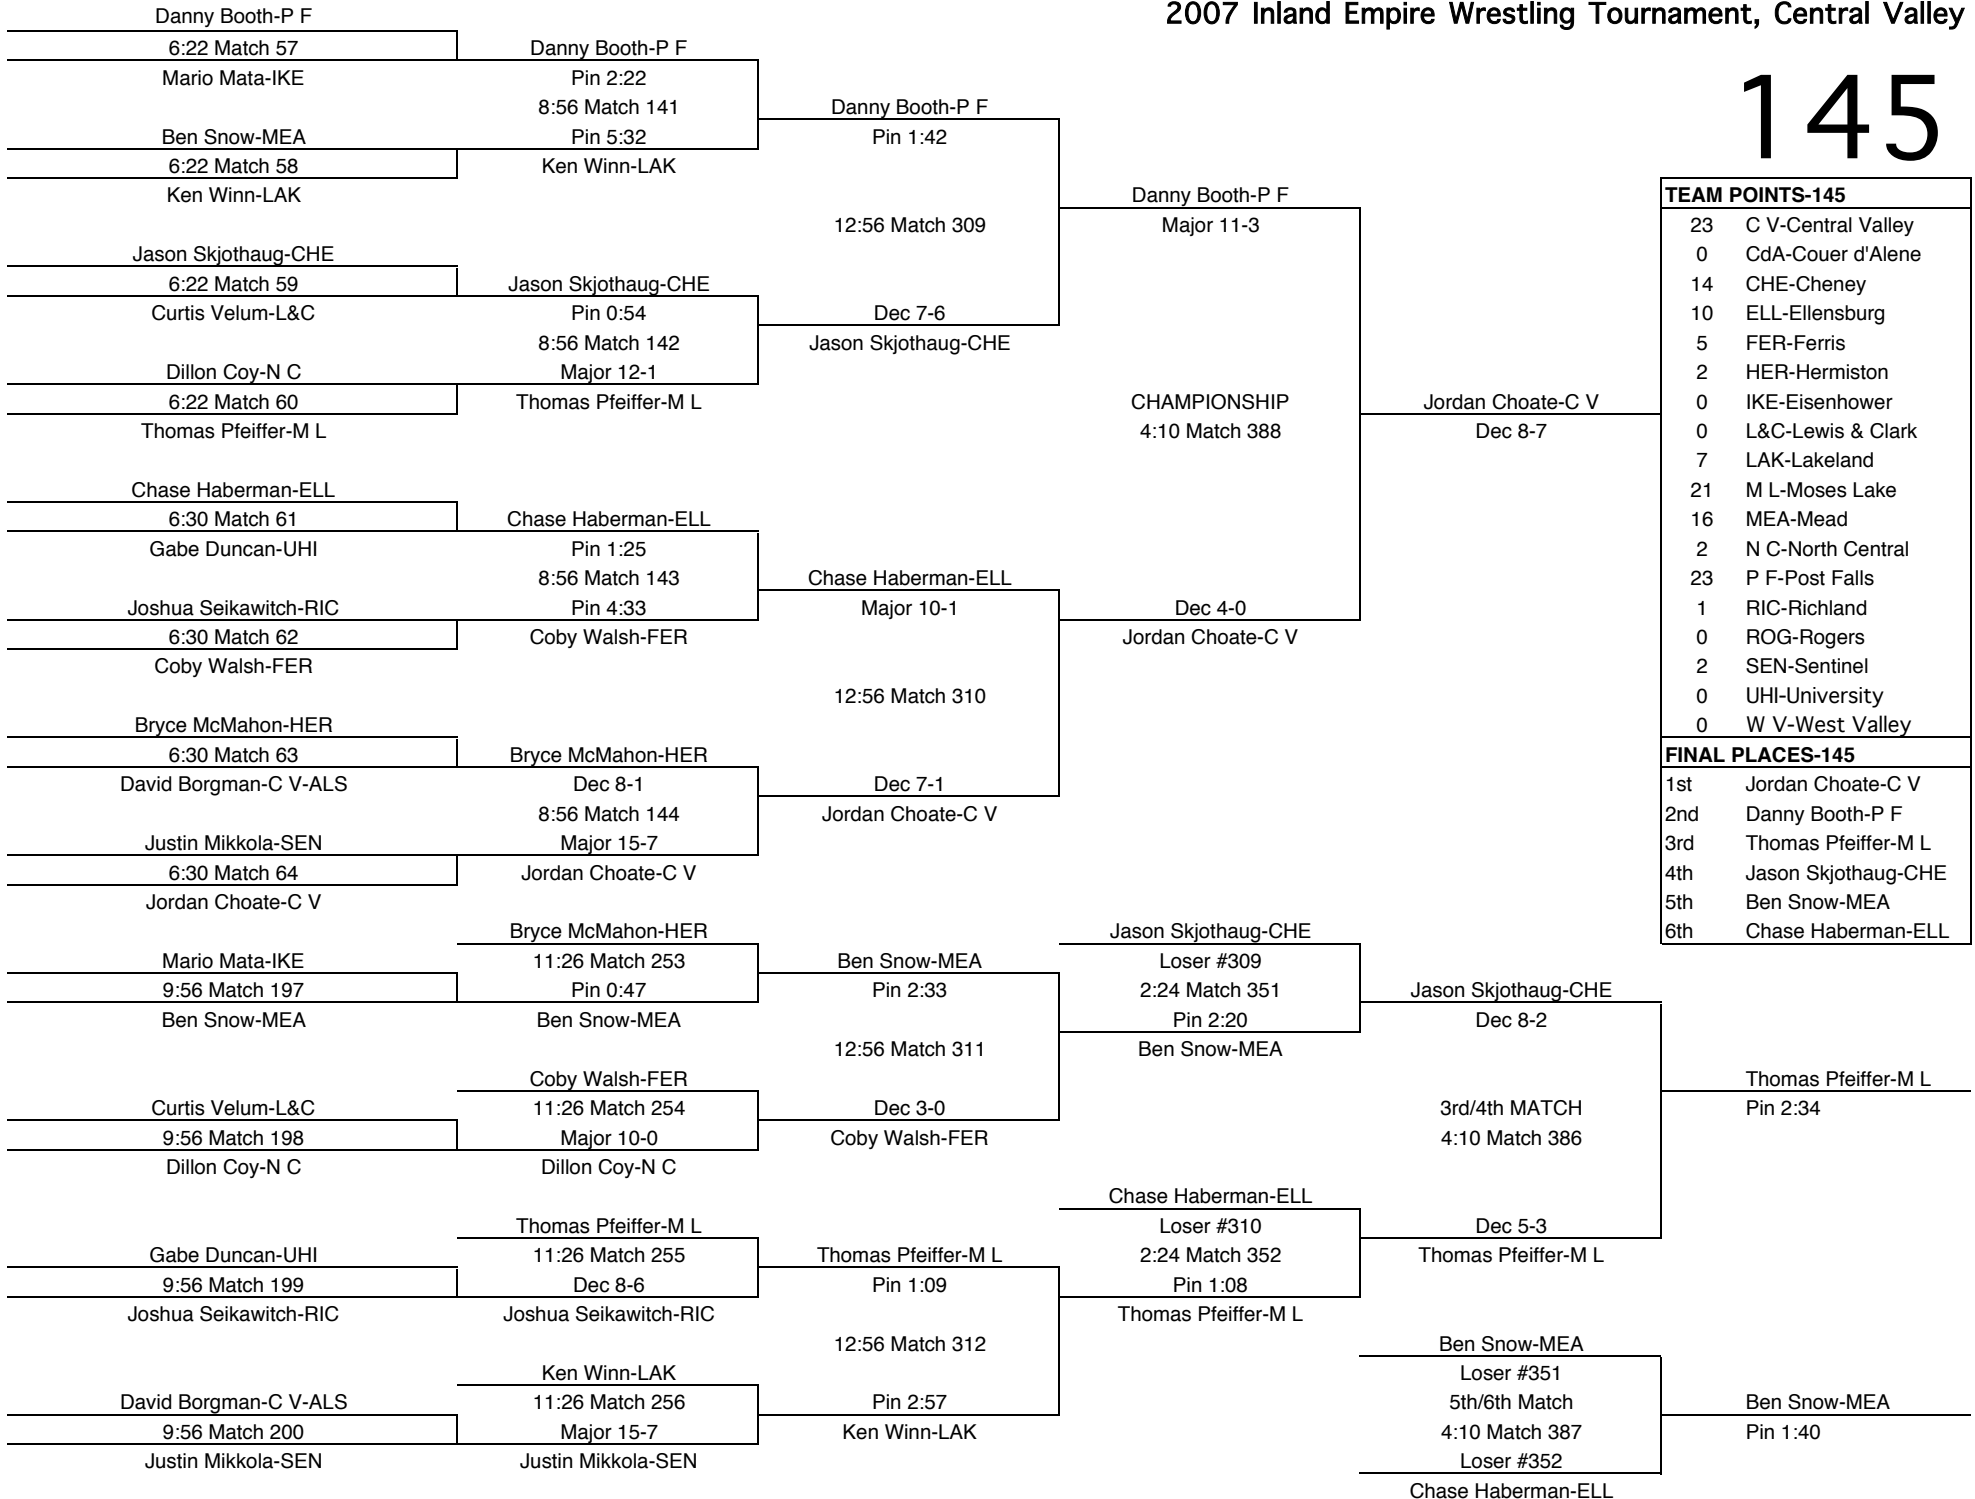 2007 Inland Empire Wrestling Tournament, Central Valley
145
Danny Booth-P F
6:22 Match 57
Mario Mata-IKE
Ben Snow-MEA
6:22 Match 58
Ken Winn-LAK
Jason Skjothaug-CHE
6:22 Match 59
Curtis Velum-L&C
Dillon Coy-N C
6:22 Match 60
Thomas Pfeiffer-M L
Chase Haberman-ELL
6:30 Match 61
Gabe Duncan-UHI
Joshua Seikawitch-RIC
6:30 Match 62
Coby Walsh-FER
Bryce McMahon-HER
6:30 Match 63
David Borgman-C V-ALS
Justin Mikkola-SEN
6:30 Match 64
Jordan Choate-C V
Danny Booth-P F
Pin 2:22
8:56 Match 141
Pin 5:32
Ken Winn-LAK
Jason Skjothaug-CHE
Pin 0:54
8:56 Match 142
Major 12-1
Thomas Pfeiffer-M L
Chase Haberman-ELL
Pin 1:25
8:56 Match 143
Pin 4:33
Coby Walsh-FER
Bryce McMahon-HER
Dec 8-1
8:56 Match 144
Major 15-7
Jordan Choate-C V
Danny Booth-P F
Pin 1:42
12:56 Match 309
Dec 7-6
Jason Skjothaug-CHE
Chase Haberman-ELL
Major 10-1
12:56 Match 310
Dec 7-1
Jordan Choate-C V
Danny Booth-P F
Major 11-3
CHAMPIONSHIP
4:10 Match 388
Dec 4-0
Jordan Choate-C V
Jordan Choate-C V
Dec 8-7
TEAM POINTS-145
23 C V-Central Valley
0 CdA-Couer d'Alene
14 CHE-Cheney
10 ELL-Ellensburg
5 FER-Ferris
2 HER-Hermiston
0 IKE-Eisenhower
0 L&C-Lewis & Clark
7 LAK-Lakeland
21 M L-Moses Lake
16 MEA-Mead
2 N C-North Central
23 P F-Post Falls
1 RIC-Richland
0 ROG-Rogers
2 SEN-Sentinel
0 UHI-University
0 W V-West Valley
FINAL PLACES-145
1st Jordan Choate-C V
2nd Danny Booth-P F
3rd Thomas Pfeiffer-M L
4th Jason Skjothaug-CHE
5th Ben Snow-MEA
6th Chase Haberman-ELL
Mario Mata-IKE
9:56 Match 197
Ben Snow-MEA
Curtis Velum-L&C
9:56 Match 198
Dillon Coy-N C
Gabe Duncan-UHI
9:56 Match 199
Joshua Seikawitch-RIC
David Borgman-C V-ALS
9:56 Match 200
Justin Mikkola-SEN
Bryce McMahon-HER
11:26 Match 253
Pin 0:47
Ben Snow-MEA
Coby Walsh-FER
11:26 Match 254
Major 10-0
Dillon Coy-N C
Thomas Pfeiffer-M L
11:26 Match 255
Dec 8-6
Joshua Seikawitch-RIC
Ken Winn-LAK
11:26 Match 256
Major 15-7
Justin Mikkola-SEN
Ben Snow-MEA
Pin 2:33
12:56 Match 311
Dec 3-0
Coby Walsh-FER
Thomas Pfeiffer-M L
Pin 1:09
12:56 Match 312
Pin 2:57
Ken Winn-LAK
Jason Skjothaug-CHE
Loser #309
2:24 Match 351
Pin 2:20
Ben Snow-MEA
Chase Haberman-ELL
Loser #310
2:24 Match 352
Pin 1:08
Thomas Pfeiffer-M L
Jason Skjothaug-CHE
Dec 8-2
3rd/4th MATCH
4:10 Match 386
Dec 5-3
Thomas Pfeiffer-M L
Thomas Pfeiffer-M L
Pin 2:34
Ben Snow-MEA
Loser #351
5th/6th Match
4:10 Match 387
Loser #352
Chase Haberman-ELL
Ben Snow-MEA
Pin 1:40